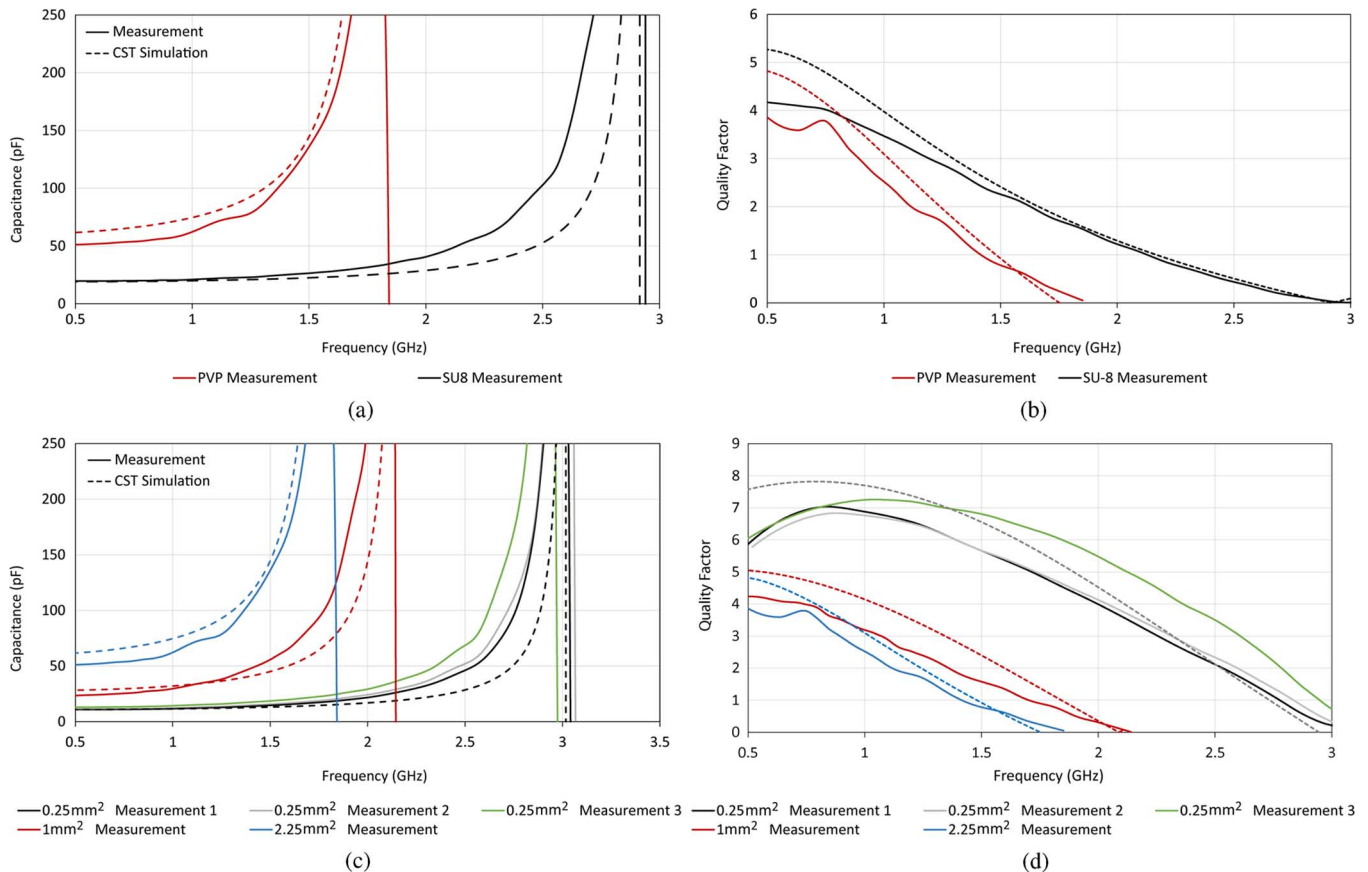 250
200
150
100
50
0
Capacitance (pF)
Measurement
CST Simulation
0.5 1 1.5 2 2.5 3
Frequency (GHz)
PVP Measurement SU8 Measurement
(a)
6
5
4
3
2
1
0
Quality Factor
0.5 1 1.5 2 2.5 3
Frequency (GHz)
PVP Measurement SU-8 Measurement
(b)
250
200
150
100
50
0
Capacitance (pF)
Measurement
CST Simulation
0.5 1 1.5 2 2.5 3 3.5
Frequency (GHz)
0.25mm² Measurement 1 0.25mm² Measurement 2 0.25mm² Measurement 3
1mm² Measurement 2.25mm² Measurement
(c)
9
8
7
6
5
4
3
2
1
0
Quality Factor
0.5 1 1.5 2 2.5 3
Frequency (GHz)
0.25mm² Measurement 1 0.25mm² Measurement 2 0.25mm² Measurement 3
1mm² Measurement 2.25mm² Measurement
(d)